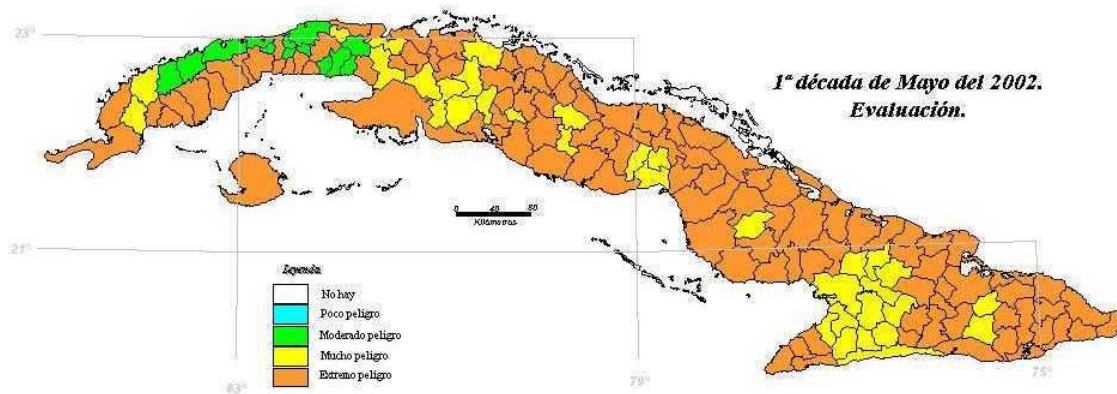 23°
1ª década de Mayo del 2002.
Evaluación.
0 40 80
Kilómetros
21°
Leyenda
No hay
Poco peligro
Moderado peligro
Mucho peligro
Extremo peligro
83°
79°
75°